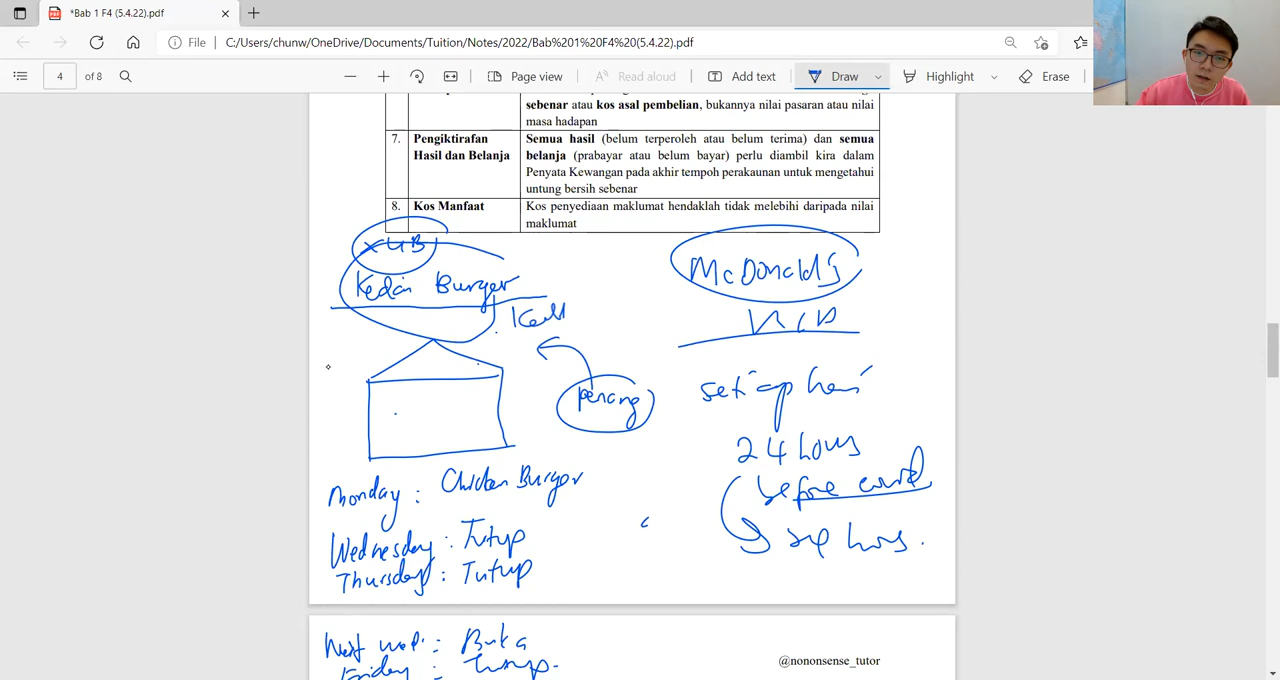 *Bab 1 F4 (5.4.22).pdf
File C:/Users/chunw/OneDrive/Documents/Tuition/Notes/2022/Bab%201%20F4%20(5.4.22).pdf
4 of 8 Page view Read aloud Add text Draw Highlight Erase
sebenar atau kos asal pembelian, bukannya nilai pasaran atau nilai
masa hadapan
7. Pengiktirafan Hasil dan Belanja
Semua hasil (belum terperoleh atau belum terima) dan semua
belanja (prabayar atau belum bayar) perlu diambil kira dalam
Penyata Kewangan pada akhir tempoh perakaunan untuk mengetahui
untung bersih sebenar
8. Kos Manfaat
Kos penyediaan maklumat hendaklah tidak melebihi daripada nilai
maklumat
Kedai Burger
McDonald's
Penang
setiap hari
24 hours
before covid
Monday : Chicken Burger
Wednesday : Tutup
Thursday : Tutup
Buka
Friday :
@nononsense_tutor